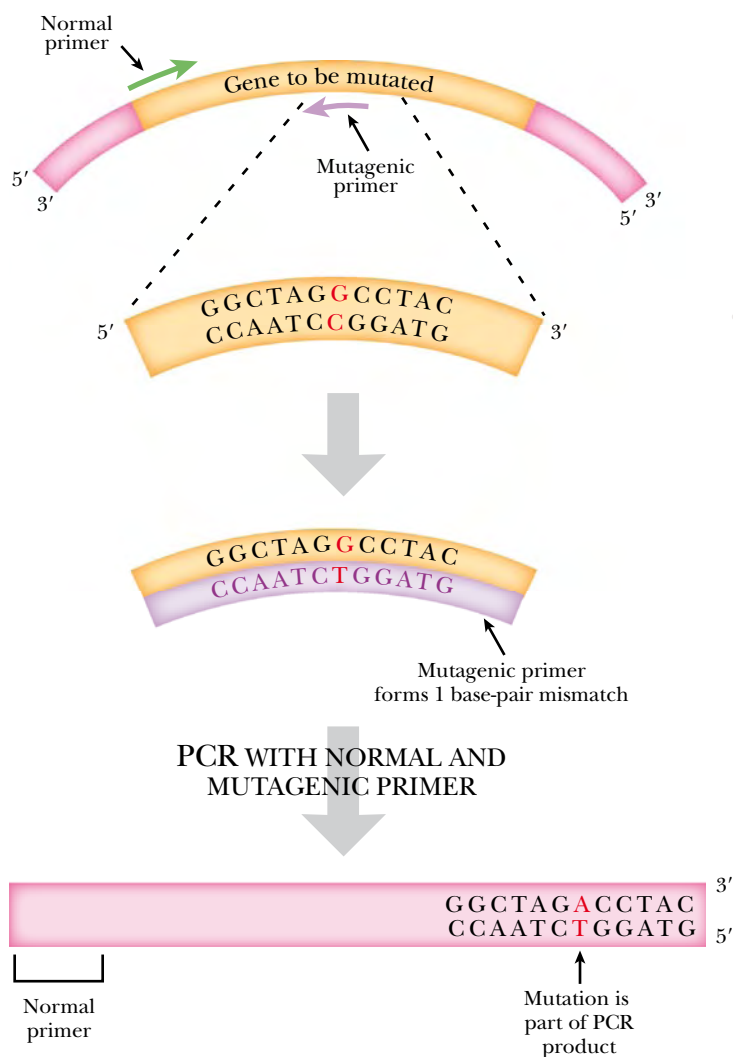 Normal
primer
Gene to be mutated
Mutagenic
primer
5′
3′
3′
5′
GGCTAGGCCTAC
5′
CCAATCCGGATG
3′
GGCTAGGCCTAC
CCAATCTGGATG
Mutagenic primer
forms 1 base-pair mismatch
PCR WITH NORMAL AND
MUTAGENIC PRIMER
3′
GGCTAGACCTAC
CCAATCTGGATG
5′
Normal
primer
Mutation is
part of PCR
product